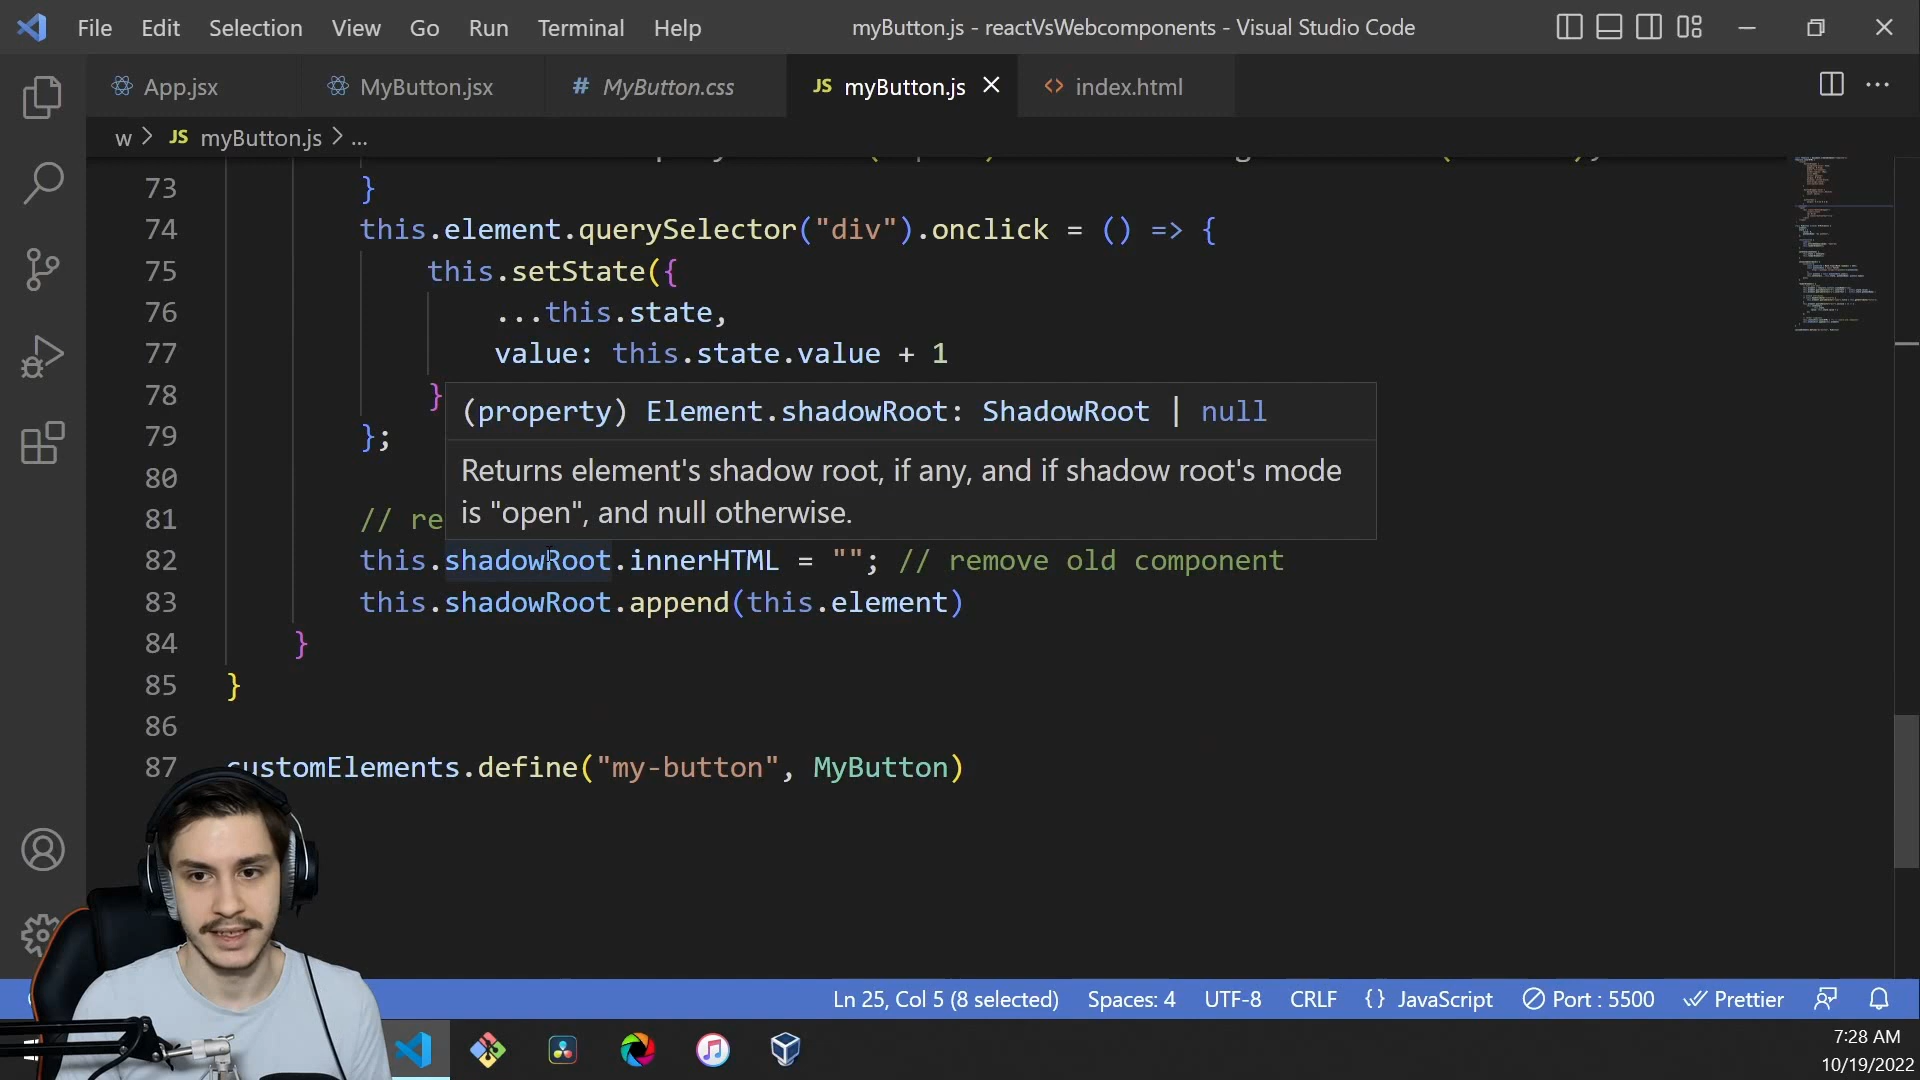 File Edit Selection View Go Run Terminal Help
myButton.js - reactVsWebcomponents - Visual Studio Code
App.jsx
MyButton.jsx
# MyButton.css
JS myButton.js
<> index.html
w > JS myButton.js > ...
73 }
74 this.element.querySelector("div").onclick = () => {
75 this.setState({
76 ...this.state,
77 value: this.state.value + 1
78 }
(property) Element.shadowRoot: ShadowRoot | null
79 };
Returns element's shadow root, if any, and if shadow root's mode
is "open", and null otherwise.
80
81 // re
82 this.shadowRoot.innerHTML = ""; // remove old component
83 this.shadowRoot.append(this.element)
84 }
85 }
86
87 customElements.define("my-button", MyButton)
Ln 25, Col 5 (8 selected) Spaces: 4 UTF-8 CRLF {} JavaScript Port : 5500 Prettier
7:28 AM
10/19/2022